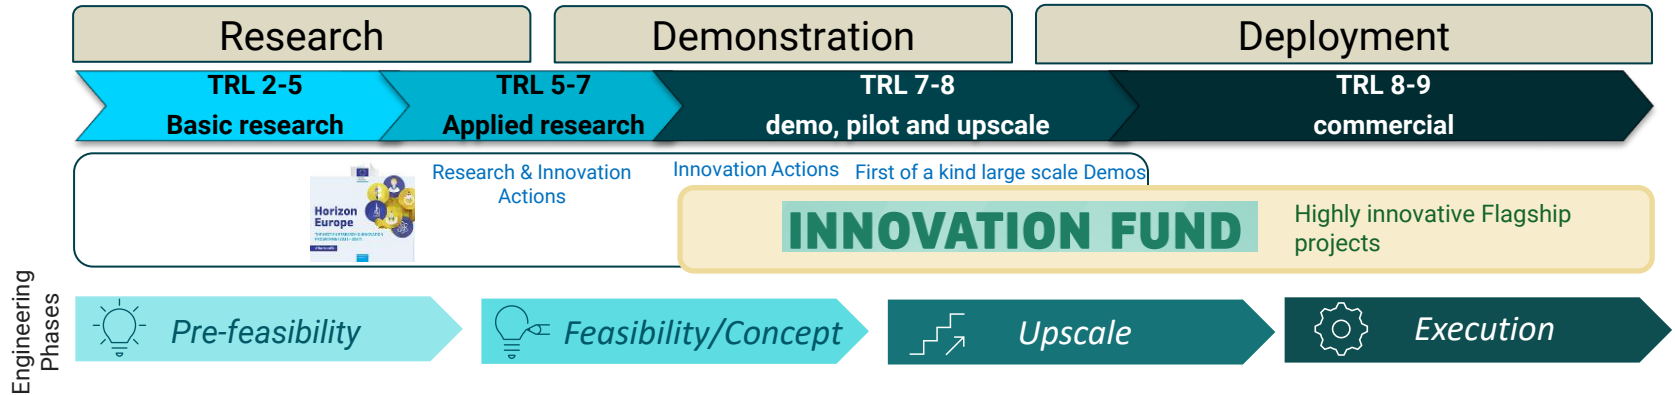 Research
Demonstration
Deployment
TRL 2-5
Basic research
TRL 5-7
Applied research
TRL 7-8
demo, pilot and upscale
TRL 8-9
commercial
Horizon
Europe
Research & Innovation
Actions
Innovation Actions
First of a kind large scale Demos
INNOVATION FUND
Highly innovative Flagship
projects
Engineering
Phases
Pre-feasibility
Feasibility/Concept
Upscale
Execution